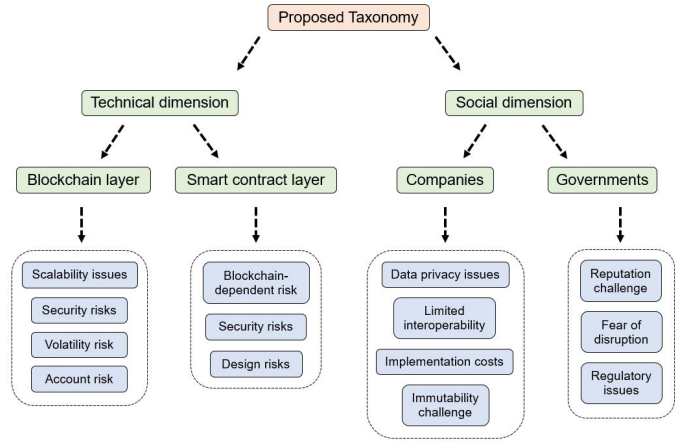 Proposed Taxonomy
Technical dimension
Social dimension
Blockchain layer
Smart contract layer
Companies
Governments
Scalability issues
Security risks
Volatility risk
Account risk
Blockchain-
dependent risk
Security risks
Design risks
Data privacy issues
Limited
interoperability
Implementation costs
Immutability
challenge
Reputation
challenge
Fear of
disruption
Regulatory
issues